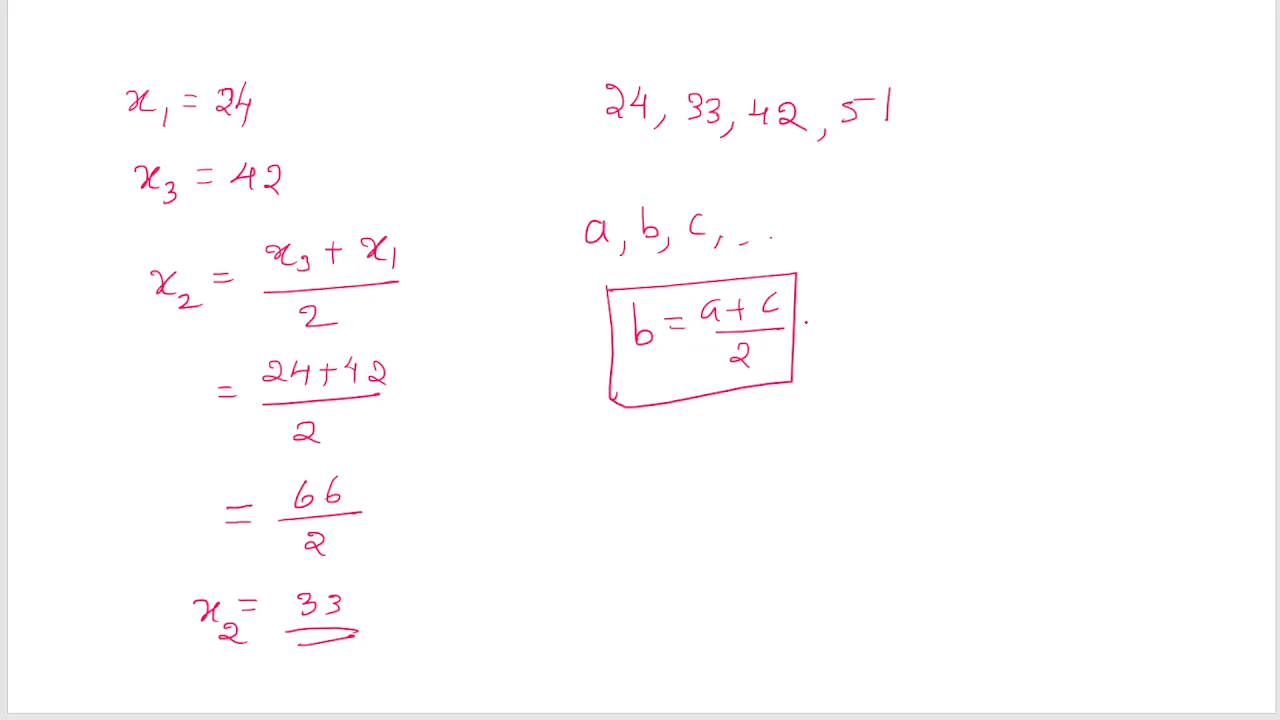 x₁ = 24
x₃ = 42
x₂ = (x₃ + x₁)/2
= (24+42)/2
= 66/2
x₂ = 33
24, 33, 42, 51
a, b, c, ...
b = (a + c)/2.